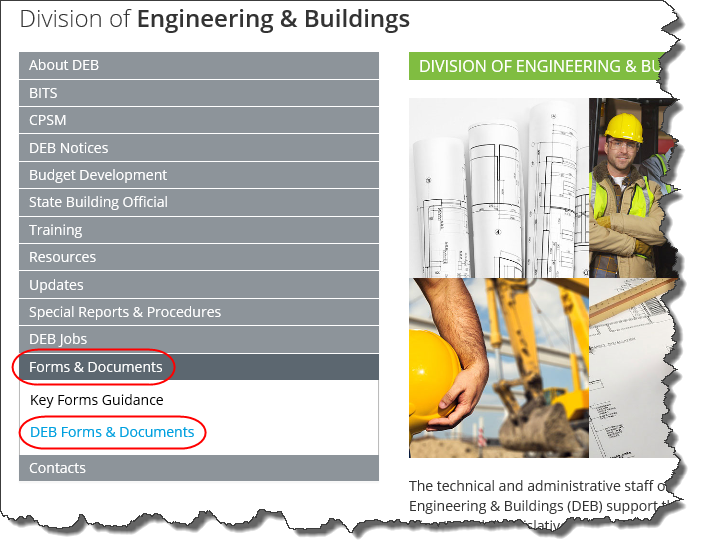 Division of Engineering & Buildings
About DEB
BITS
CPSM
DEB Notices
Budget Development
State Building Official
Training
Resources
Updates
Special Reports & Procedures
DEB Jobs
Forms & Documents
Key Forms Guidance
DEB Forms & Documents
Contacts
DIVISION OF ENGINEERING &
The technical and administrative staff
Engineering & Buildings (DEB) support